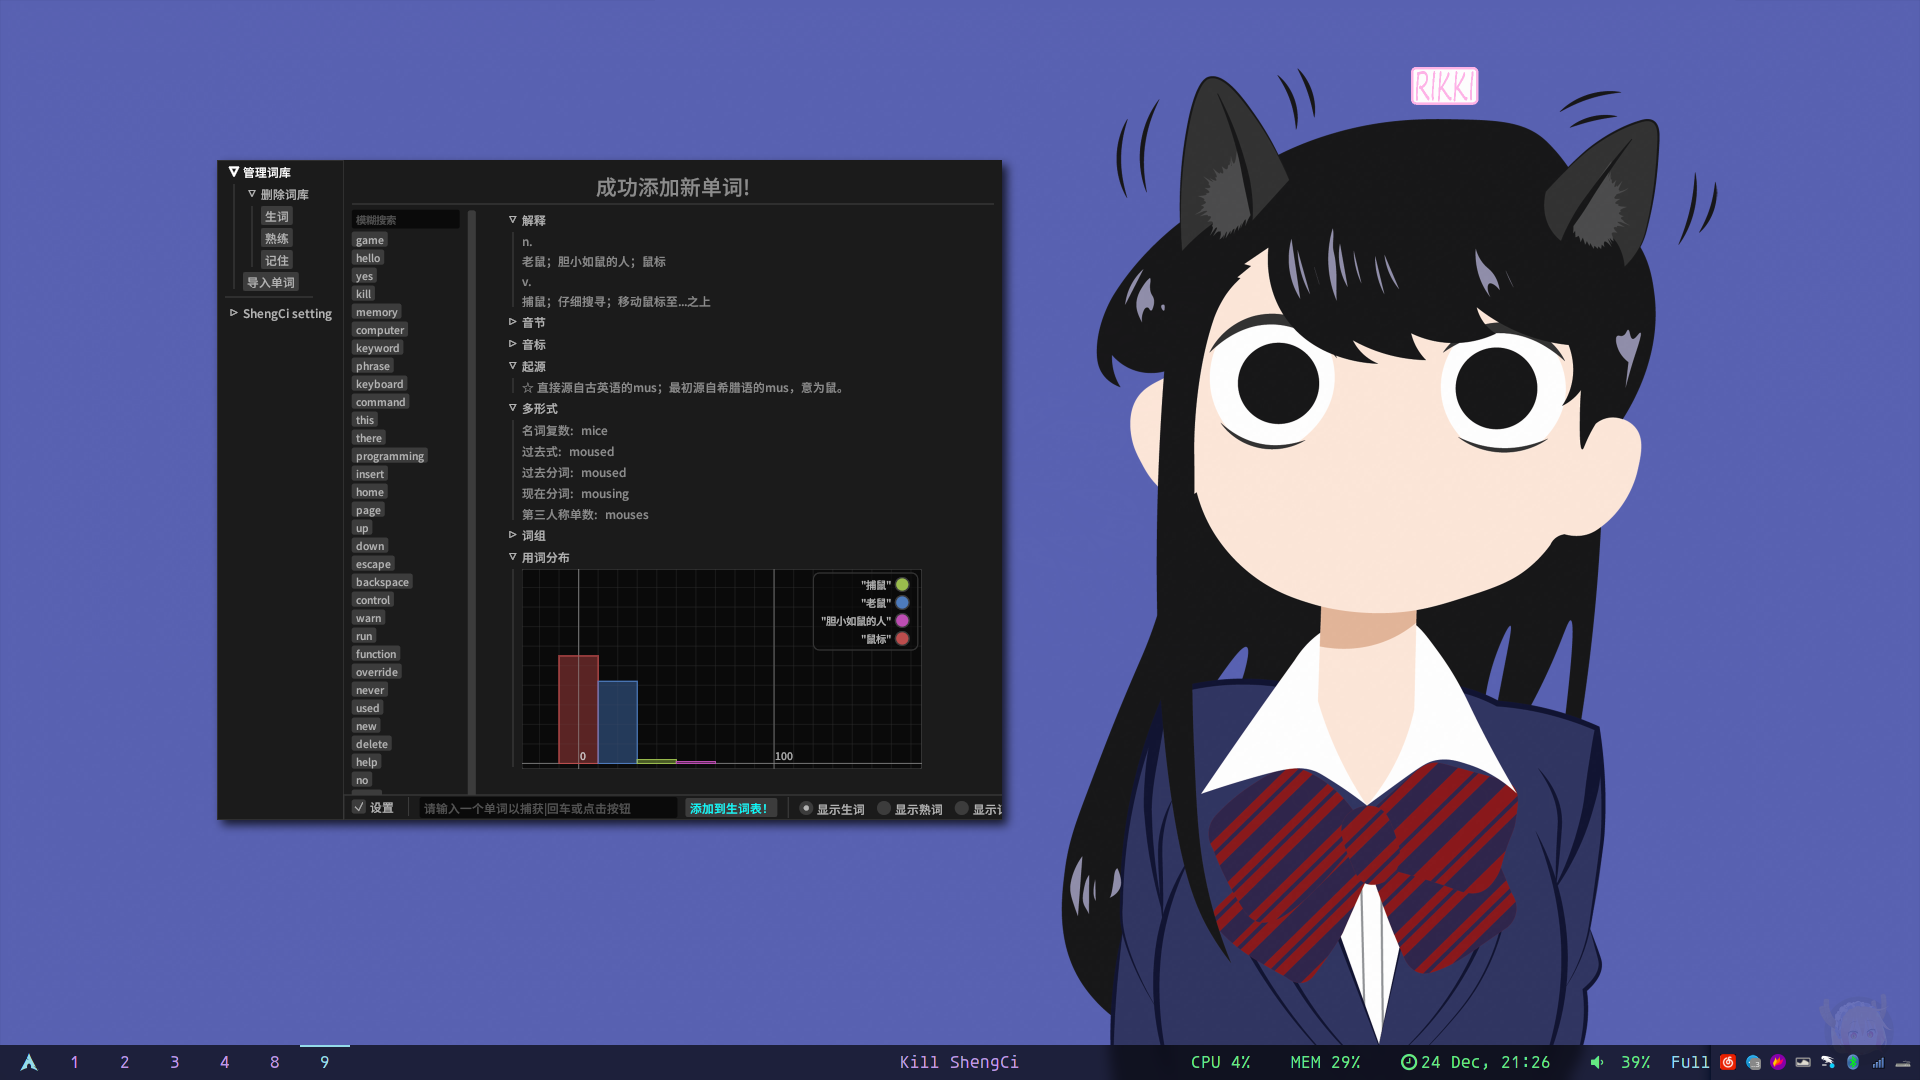 RIKKI
管理词库
删除词库
生词
熟练
记住
导入单词
ShengCi setting
成功添加新单词!
模糊搜索
game
hello
yes
kill
memory
computer
keyword
phrase
keyboard
command
this
there
programming
insert
home
page
up
down
escape
backspace
control
warn
run
function
override
never
used
new
delete
help
no
解释
n.
老鼠；胆小如鼠的人；鼠标
v.
捕鼠；仔细搜寻；移动鼠标至...之上
音节
音标
起源
☆ 直接源自古英语的mus；最初源自希腊语的mus，意为鼠。
多形式
名词复数: mice
过去式: moused
过去分词: moused
现在分词: mousing
第三人称单数: mouses
词组
用词分布
"捕鼠"
"老鼠"
"胆小如鼠的人"
"鼠标"
0 100
设置 请输入一个单词以捕获|回车或点击按钮 添加到生词表! 显示生词 显示熟词 显示
1 2 3 4 8 9 Kill ShengCi CPU 4% MEM 29% 24 Dec, 21:26 39% Full